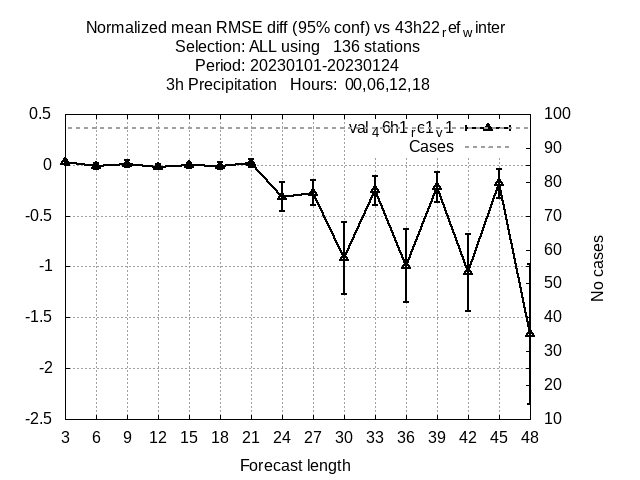 Normalized mean RMSE diff (95% conf) vs 43h22refwinter
Selection: ALL using 136 stations
Period: 20230101-20230124
3h Precipitation Hours: 00,06,12,18
val46h1rc1v1
Cases
0.5
0
-0.5
-1
-1.5
-2
-2.5
100
90
80
70
60
50
40
30
20
10
No cases
3 6 9 12 15 18 21 24 27 30 33 36 39 42 45 48
Forecast length